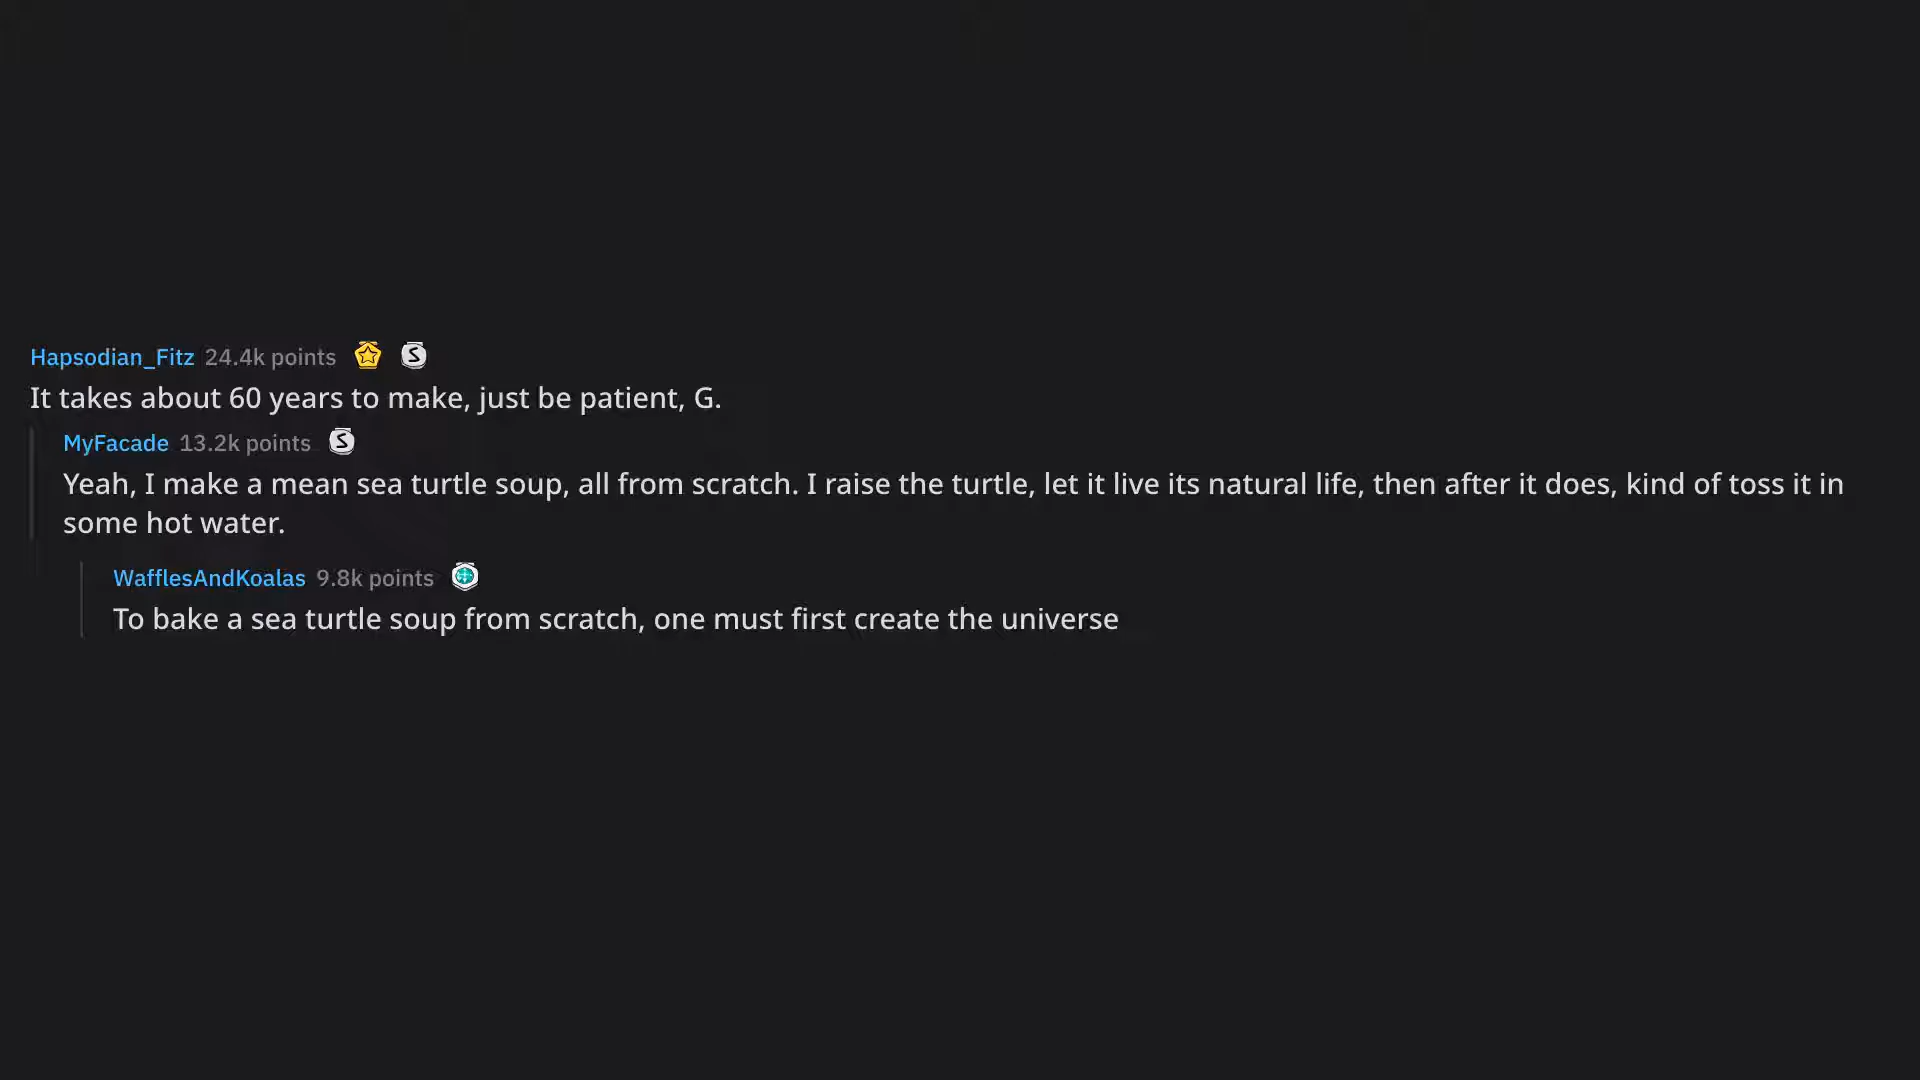 Hapsodian_Fitz 24.4k points
It takes about 60 years to make, just be patient, G.
MyFacade 13.2k points
Yeah, I make a mean sea turtle soup, all from scratch. I raise the turtle, let it live its natural life, then after it does, kind of toss it in
some hot water.
WafflesAndKoalas 9.8k points
To bake a sea turtle soup from scratch, one must first create the universe